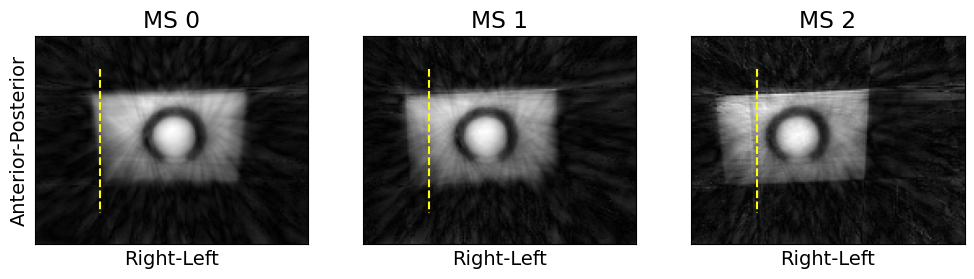 MS 0
MS 1
MS 2
Anterior-Posterior
Right-Left
Right-Left
Right-Left